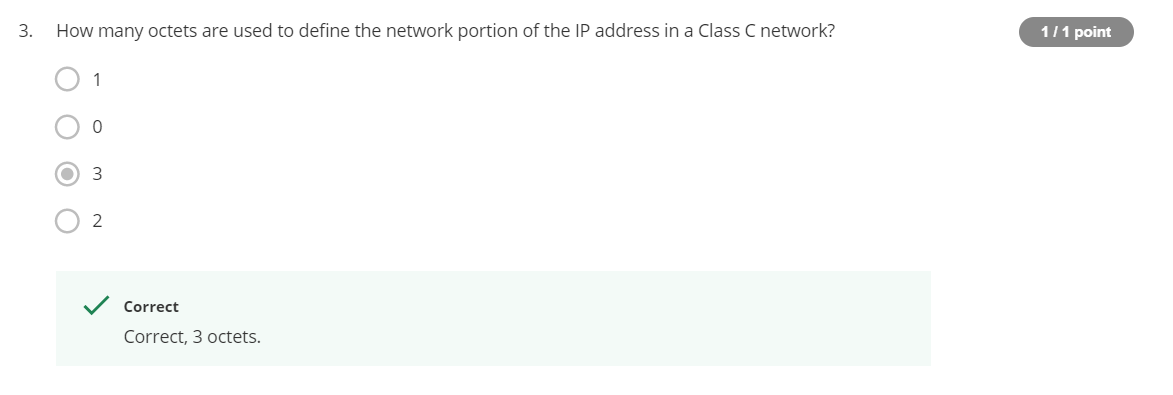 3. How many octets are used to define the network portion of the IP address in a Class C network?
1 / 1 point
1
0
3
2
Correct
Correct, 3 octets.